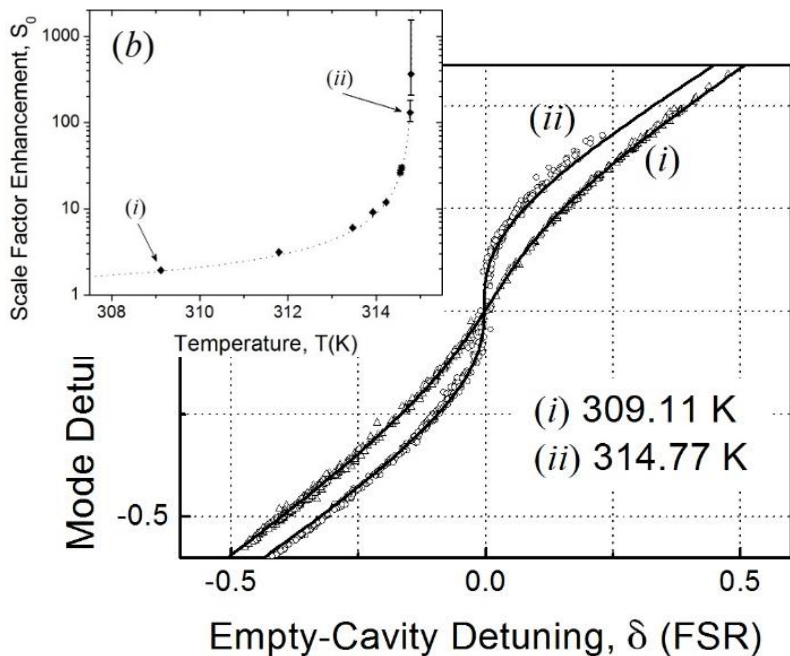 (b)
Scale Factor Enhancement, S₀
1000
100
10
1
(ii)
(i)
308
310
312
314
Temperature, T(K)
(ii)
(i)
(i) 309.11 K
(ii) 314.77 K
Mode Detu
-0.5
-0.5
0.0
0.5
Empty-Cavity Detuning, δ (FSR)